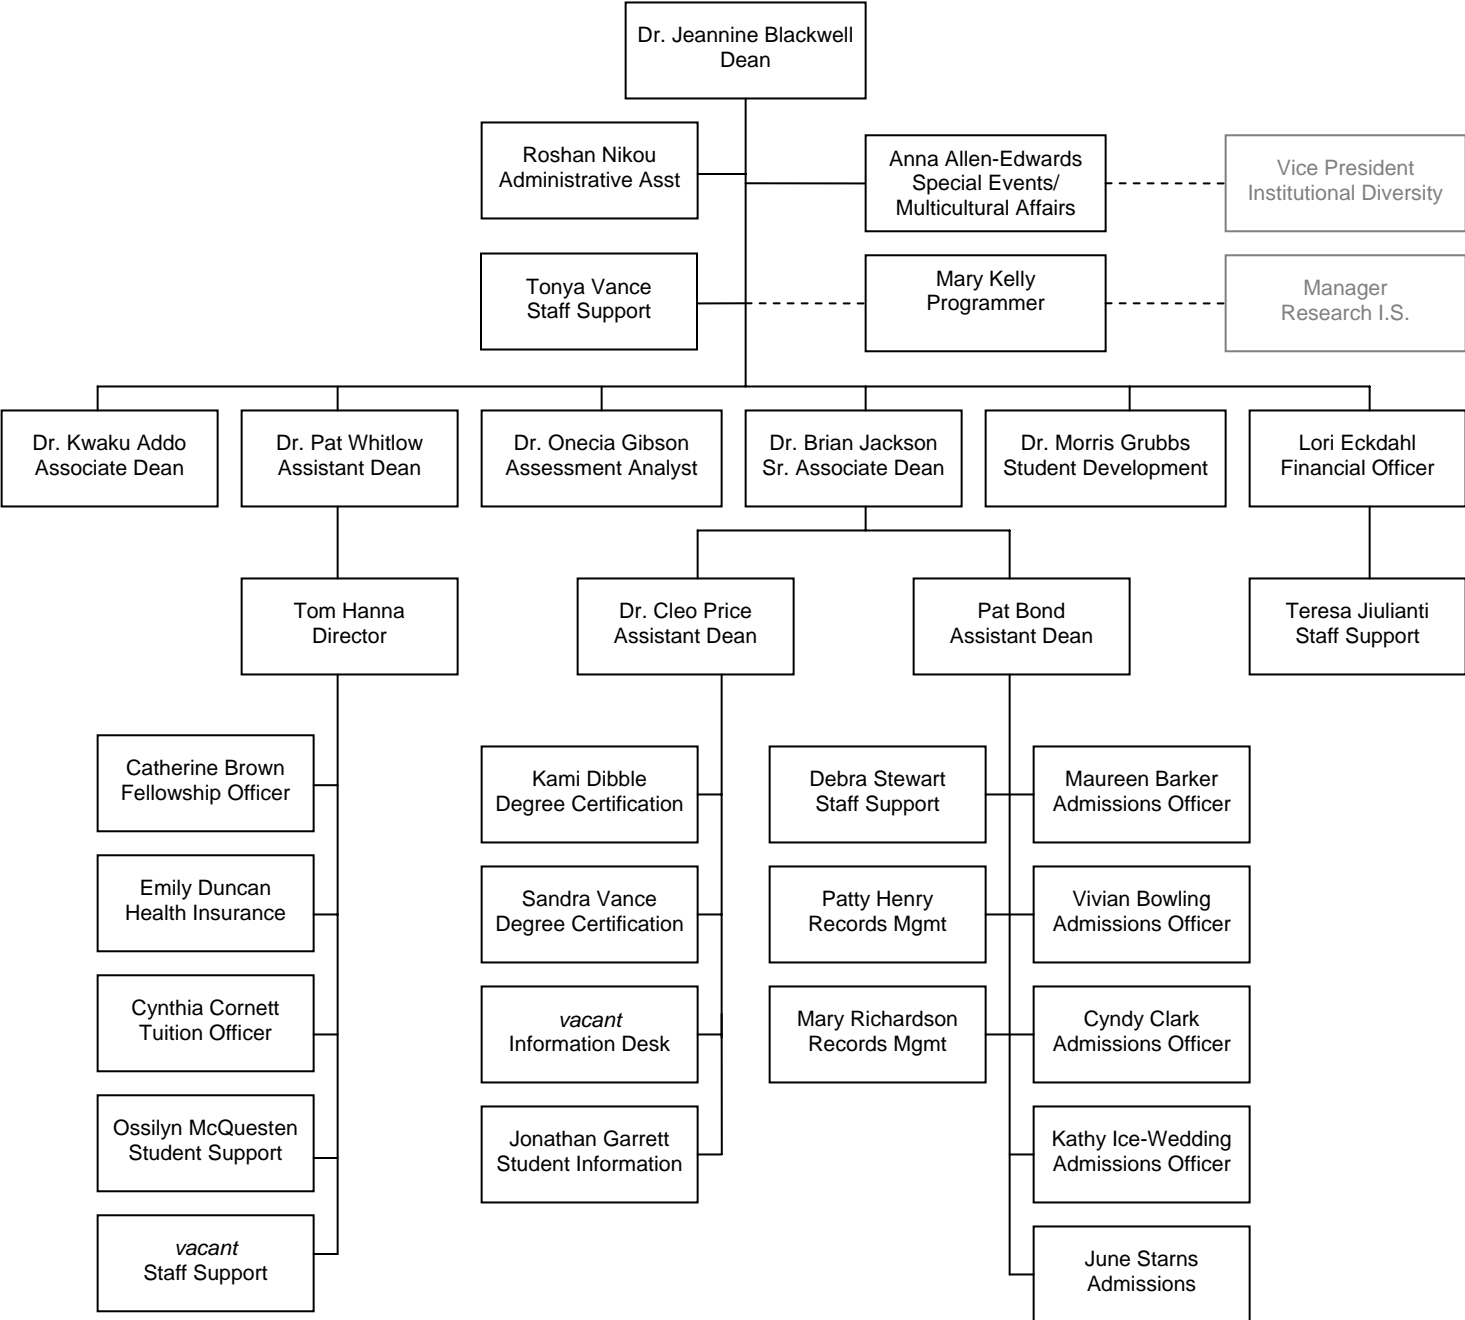 Dr. Jeannine Blackwell
Dean
Roshan Nikou
Administrative Asst
Anna Allen-Edwards
Special Events/
Multicultural Affairs
Vice President
Institutional Diversity
Tonya Vance
Staff Support
Mary Kelly
Programmer
Manager
Research I.S.
Dr. Kwaku Addo
Associate Dean
Dr. Pat Whitlow
Assistant Dean
Dr. Onecia Gibson
Assessment Analyst
Dr. Brian Jackson
Sr. Associate Dean
Dr. Morris Grubbs
Student Development
Lori Eckdahl
Financial Officer
Tom Hanna
Director
Dr. Cleo Price
Assistant Dean
Pat Bond
Assistant Dean
Teresa Jiulianti
Staff Support
Catherine Brown
Fellowship Officer
Kami Dibble
Degree Certification
Debra Stewart
Staff Support
Maureen Barker
Admissions Officer
Emily Duncan
Health Insurance
Sandra Vance
Degree Certification
Patty Henry
Records Mgmt
Vivian Bowling
Admissions Officer
Cynthia Cornett
Tuition Officer
vacant
Information Desk
Mary Richardson
Records Mgmt
Cyndy Clark
Admissions Officer
Ossilyn McQuesten
Student Support
Jonathan Garrett
Student Information
Kathy Ice-Wedding
Admissions Officer
vacant
Staff Support
June Starns
Admissions